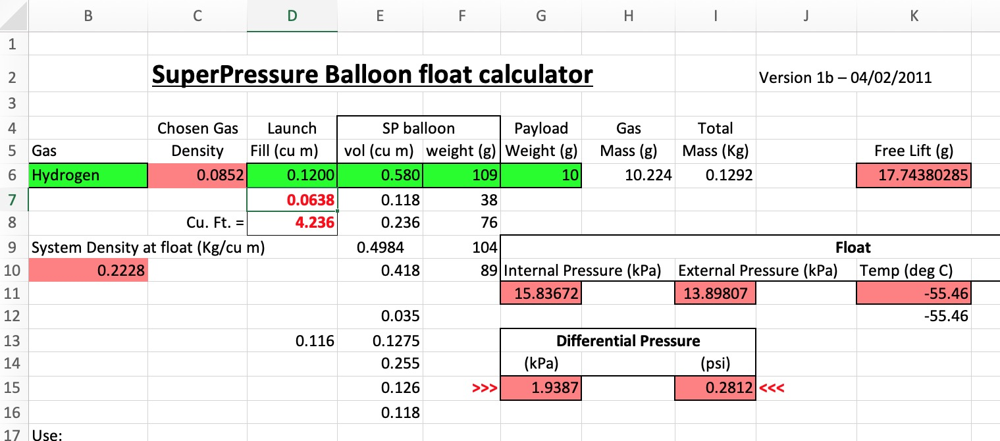 B C D E F G H I J K
1
2 SuperPressure Balloon float calculator Version 1b – 04/02/2011
3
4 Chosen Gas Launch SP balloon Payload Gas Total
5 Gas Density Fill (cu m) vol (cu m) weight (g) Weight (g) Mass (g) Mass (Kg) Free Lift (g)
6 Hydrogen 0.0852 0.1200 0.580 109 10 10.224 0.1292 17.74380285
7 0.0638 0.118 38
8 Cu. Ft. = 4.236 0.236 76
9 System Density at float (Kg/cu m) 0.4984 104 Float
10 0.2228 0.418 89 Internal Pressure (kPa) External Pressure (kPa) Temp (deg C)
11 15.83672 13.89807 -55.46
12 0.035 -55.46
13 0.116 0.1275 Differential Pressure
14 0.255 (kPa) (psi)
15 0.126 >>> 1.9387 0.2812 <<<
16 0.118
17 Use: